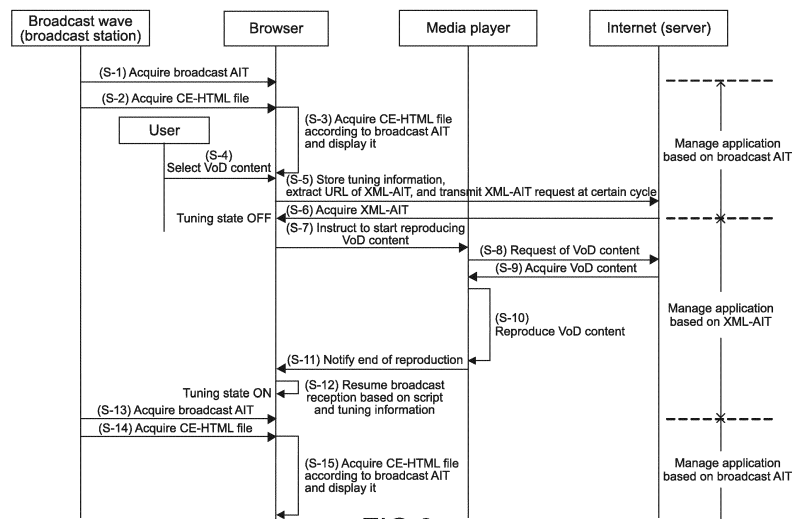 Broadcast wave
(broadcast station)
Browser
Media player
Internet (server)
(S-1) Acquire broadcast AIT
(S-2) Acquire CE-HTML file
(S-3) Acquire CE-HTML file
according to broadcast AIT
and display it
User
(S-4)
Select VoD content
Manage application
based on broadcast AIT
(S-5) Store tuning information,
extract URL of XML-AIT, and transmit XML-AIT request at certain cycle
(S-6) Acquire XML-AIT
Tuning state OFF
(S-7) Instruct to start reproducing
VoD content
(S-8) Request of VoD content
(S-9) Acquire VoD content
(S-10)
Reproduce VoD content
Manage application
based on XML-AIT
(S-11) Notify end of reproduction
Tuning state ON
(S-12) Resume broadcast
reception based on script
and tuning information
(S-13) Acquire broadcast AIT
(S-14) Acquire CE-HTML file
(S-15) Acquire CE-HTML file
according to broadcast AIT
and display it
Manage application
based on broadcast AIT